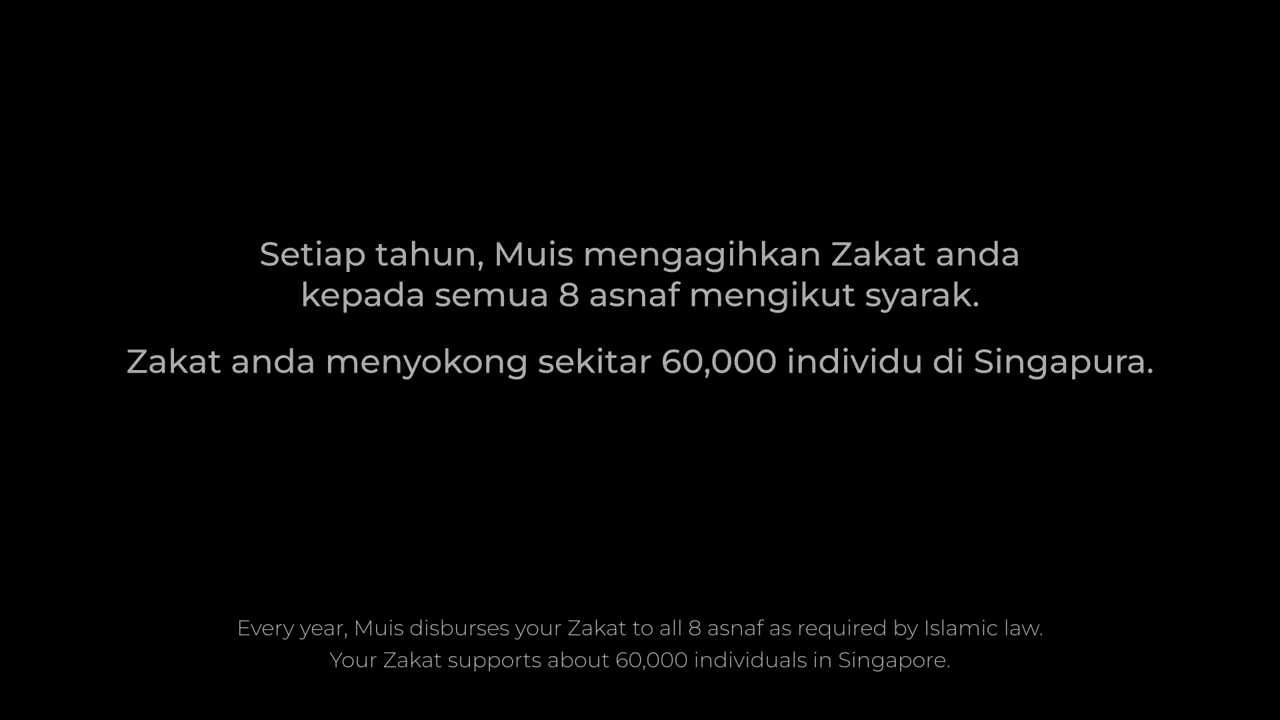 Setiap tahun, Muis mengagihkan Zakat anda
kepada semua 8 asnaf mengikut syarak.
Zakat anda menyokong sekitar 60,000 individu di Singapura.
Every year, Muis disburses your Zakat to all 8 asnaf as required by Islamic law.
Your Zakat supports about 60,000 individuals in Singapore.